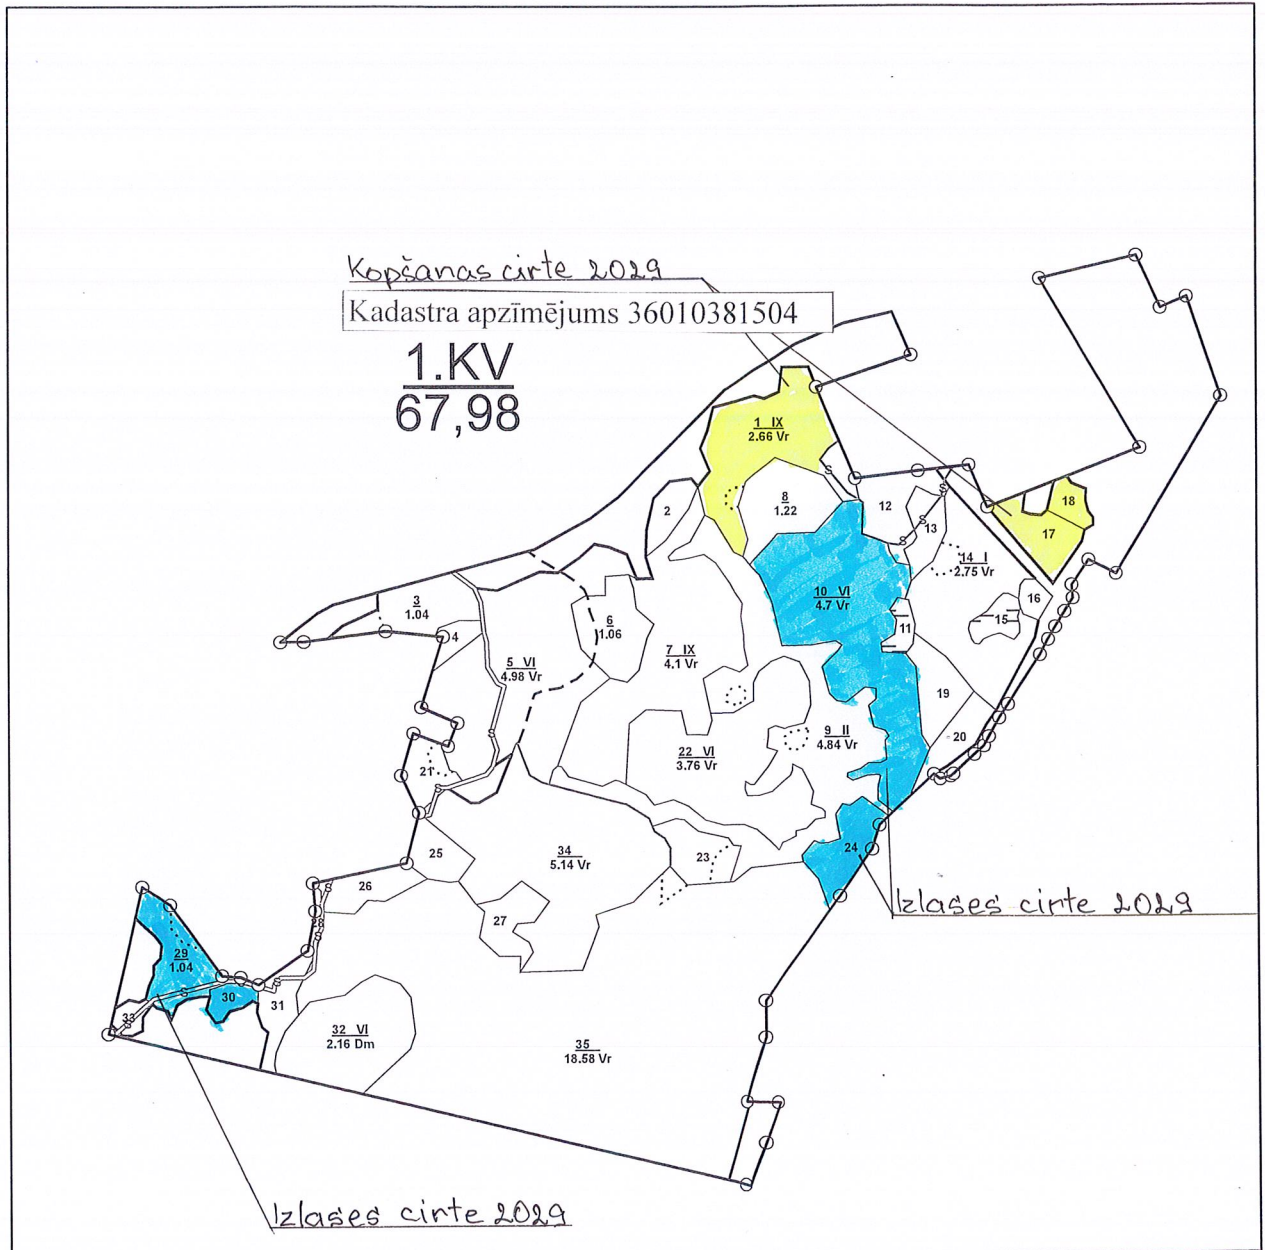 Kopšanas cirte 2029
Kadastra apzīmējums 36010381504
1.KV
67,98
1 IX
2.66 Vr
8
1.22
2
12
13
S
S
S
18
17
14 I
2.75 Vr
10 VI
4.7 Vr
16
15
11
3
1.04
4
6
1.06
7 IX
4.1 Vr
5 VI
4.98 Vr
19
20
9 II
4.84 Vr
22 VI
3.76 Vr
S
21
S
34
5.14 Vr
23
24
25
26
S
27
Izlases cirte 2029
29
1.04
S
30
31
S
33
S
32 VI
2.16 Dm
35
18.58 Vr
Izlases cirte 2029